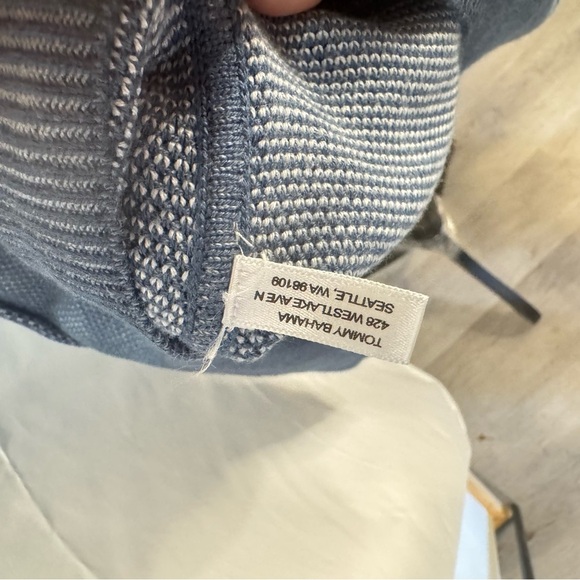 TOMMY BAHAMA
428 WESTLAKE AVE N
SEATTLE, WA 98109